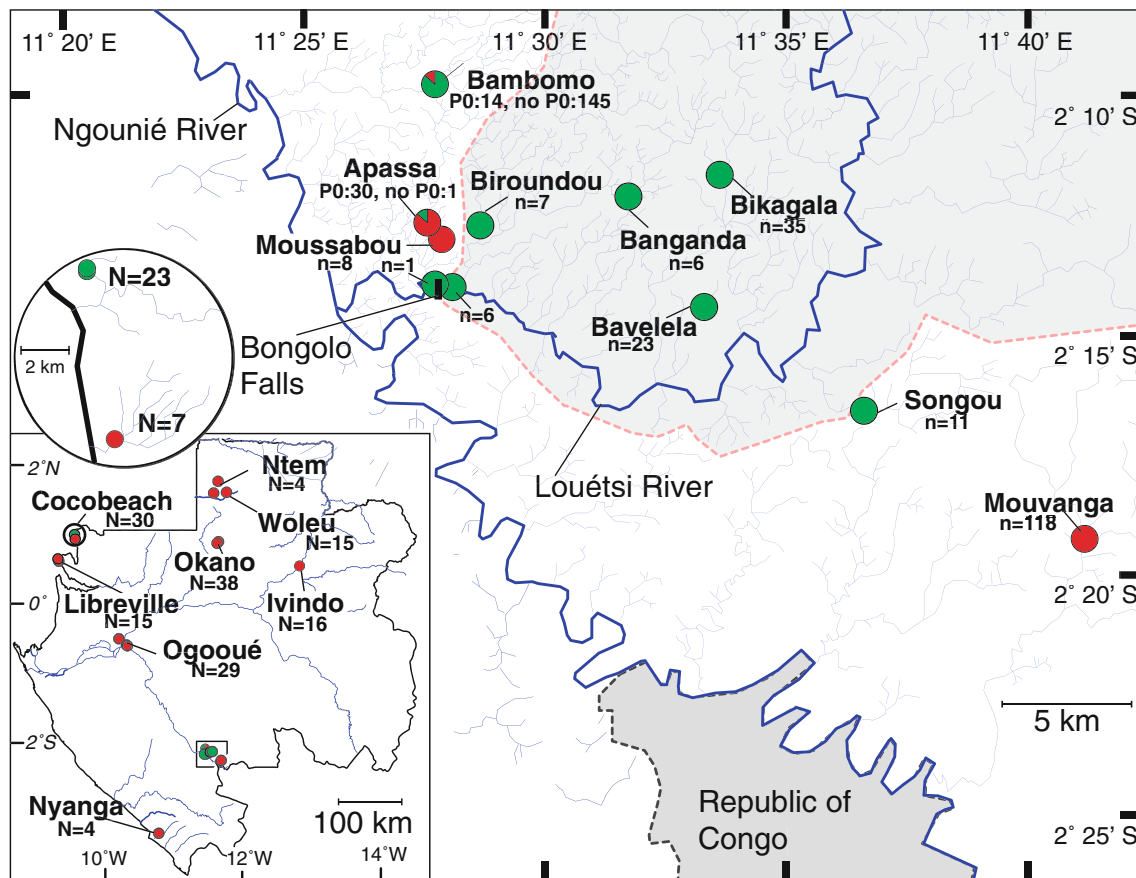 11° 20’ E
11° 25’ E
11° 30’ E
11° 35’ E
11° 40’ E
Bambomo
P0:14, no P0:145
2° 10’ S
Ngounié River
Apassa
P0:30, no P0:1
Biroundou
n=7
Bikagala
n=35
Banganda
n=6
Moussabou
n=8
n=1
n=6
Bavelela
n=23
N=23
2 km
N=7
Bongolo
Falls
2° 15’ S
Songou
n=11
Louétsi River
Mouvanga
n=118
2° 20’ S
5 km
Republic of
Congo
2° 25’ S
2°N
0°
2°S
Ntem
N=4
Cocobeach
N=30
Woleu
N=15
Okano
N=38
Libreville
N=15
Ivindo
N=16
Ogooué
N=29
Nyanga
N=4
100 km
10°W
12°W
14°W